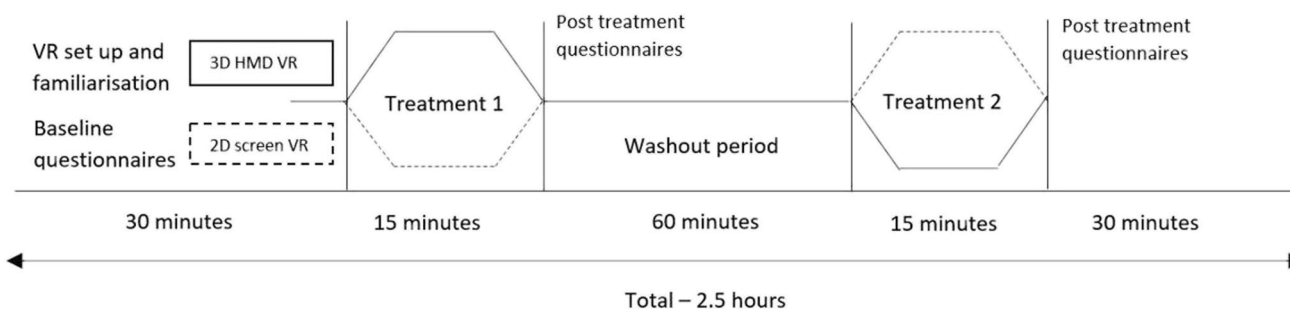 VR set up and
familiarisation
3D HMD VR
Baseline
questionnaires
2D screen VR
Treatment 1
Post treatment
questionnaires
Washout period
Treatment 2
Post treatment
questionnaires
30 minutes
15 minutes
60 minutes
15 minutes
30 minutes
Total – 2.5 hours